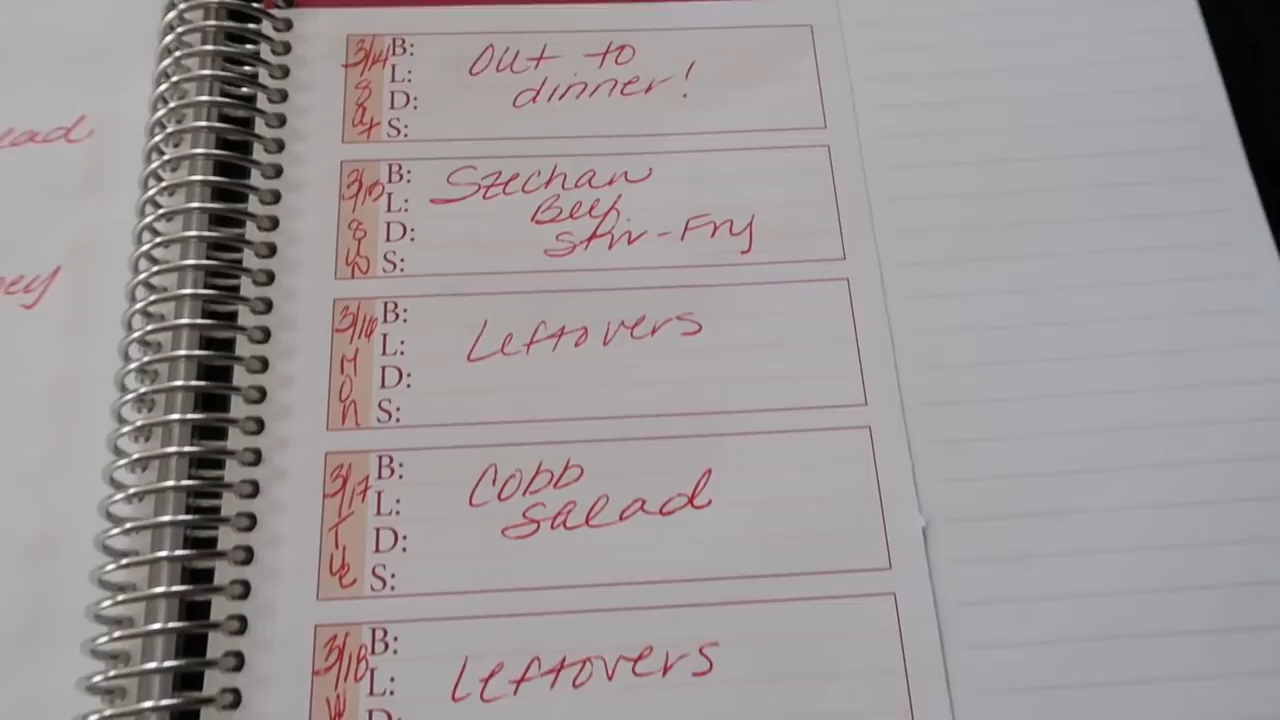 ead
ey
3/14 Sat
B:
L:
D:
S:
Out to
dinner!
3/15 Sun
B:
L:
D:
S:
Szechan
Beef
Stir-Fry
3/16 Mon
B:
L:
D:
S:
Leftovers
3/17 Tue
B:
L:
D:
S:
Cobb
Salad
3/18 W
B:
L:
D:
Leftovers